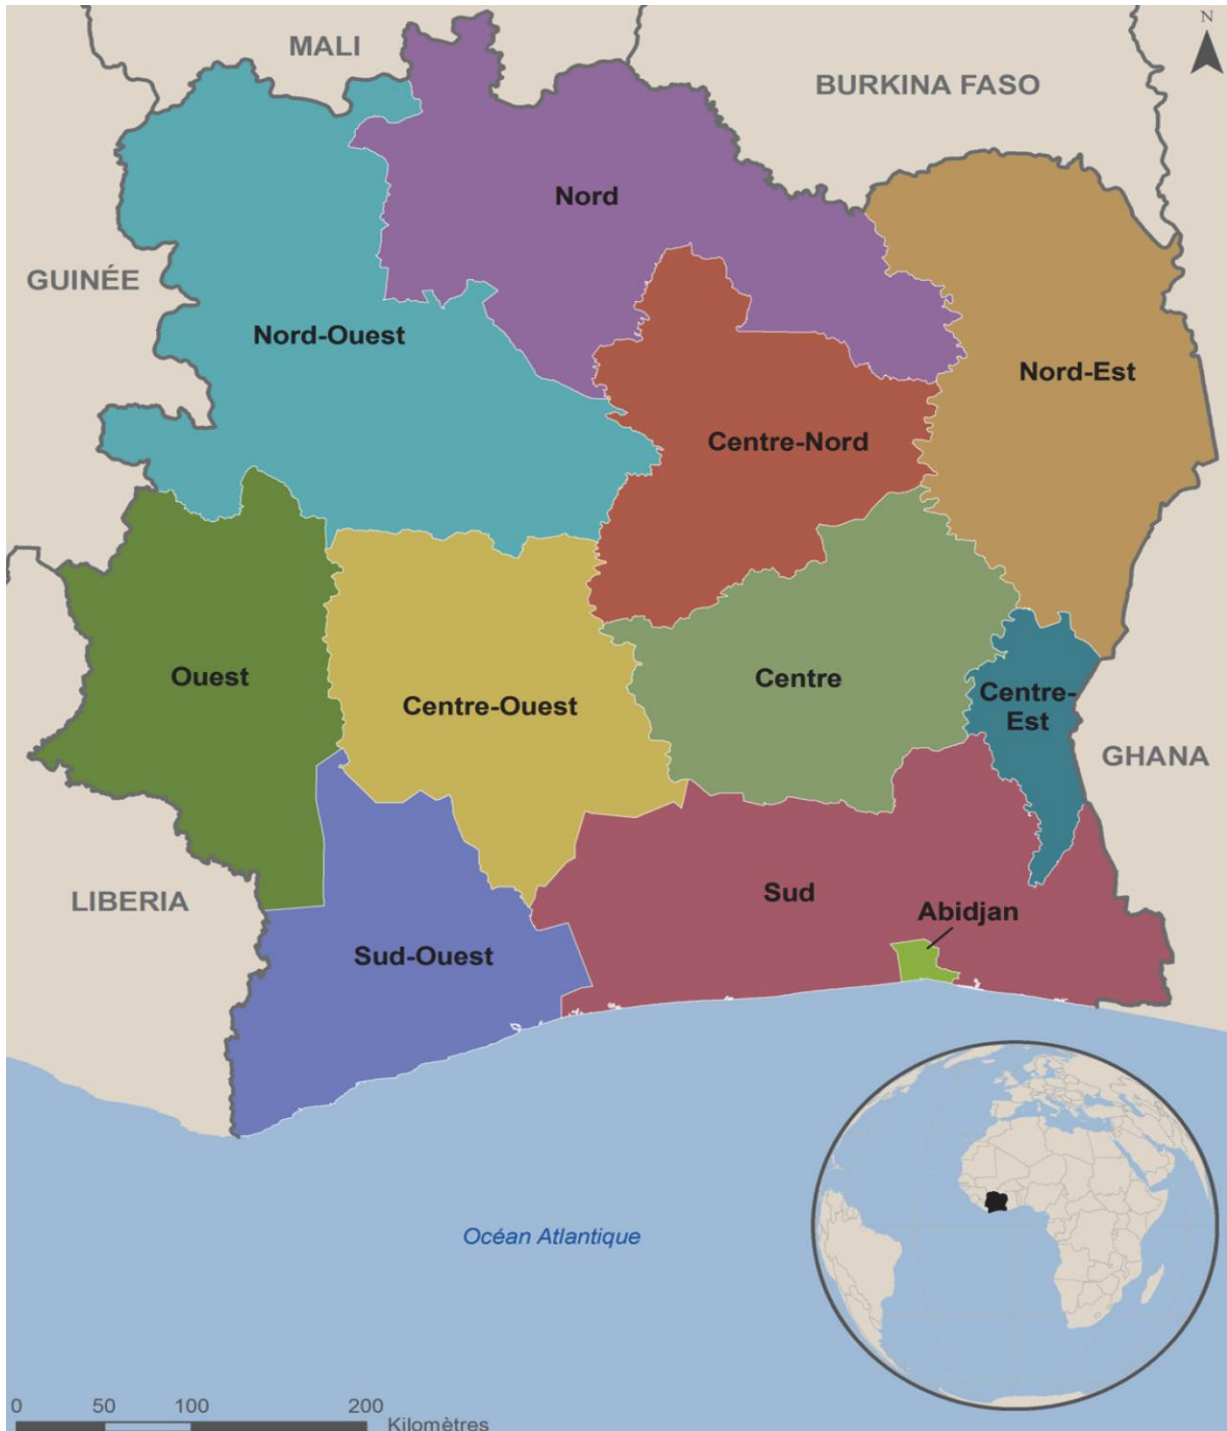 N
MALI
BURKINA FASO
Nord
GUINÉE
Nord-Ouest
Nord-Est
Centre-Nord
Ouest
Centre
Centre-Ouest
Centre-
Est
GHANA
LIBERIA
Sud
Abidjan
Sud-Ouest
Océan Atlantique
0 50 100 200
Kilomètres